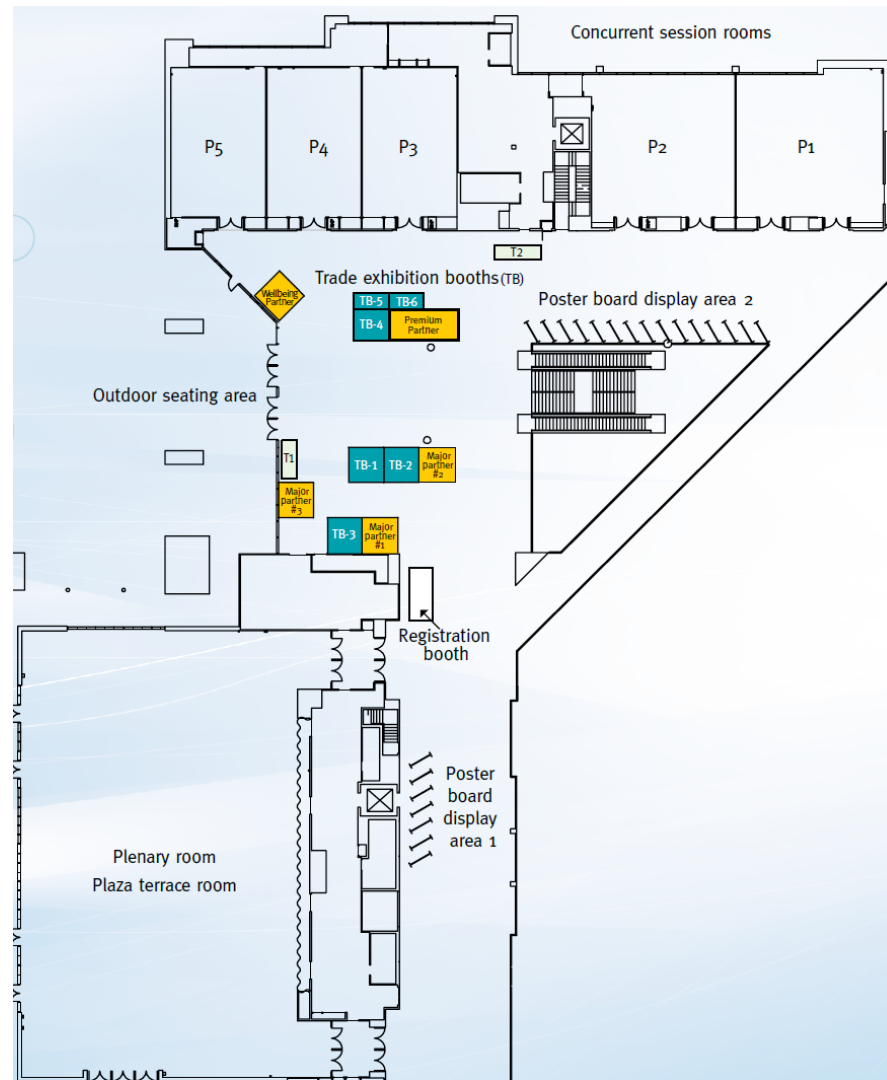 Concurrent session rooms
P5
P4
P3
P2
P1
T2
Trade exhibition booths(TB)
Wellbeing
Partner
TB-5
TB-6
TB-4
Premium
Partner
Poster board display area 2
Outdoor seating area
T1
TB-1
TB-2
Major
partner
#2
Major
partner
#3
TB-3
Major
partner
#1
Registration
booth
Poster
board
display
area 1
Plenary room
Plaza terrace room